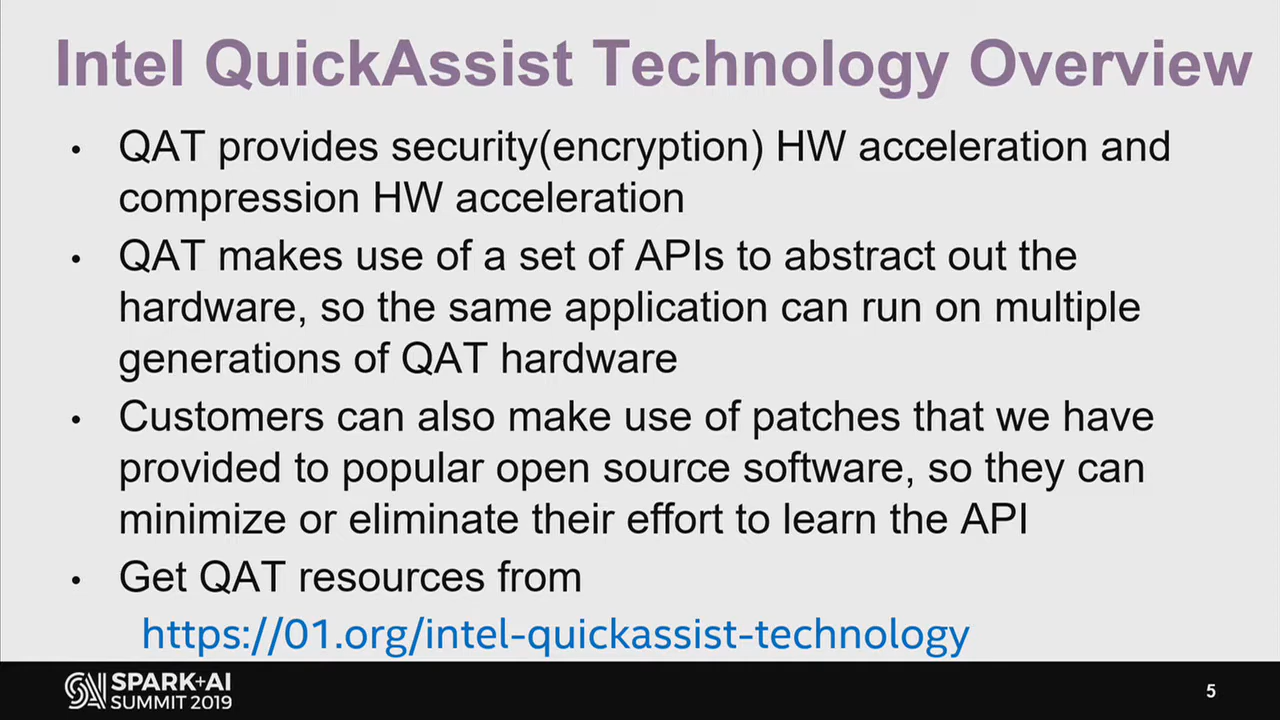 Intel QuickAssist Technology Overview
• QAT provides security(encryption) HW acceleration and
compression HW acceleration
• QAT makes use of a set of APIs to abstract out the
hardware, so the same application can run on multiple
generations of QAT hardware
• Customers can also make use of patches that we have
provided to popular open source software, so they can
minimize or eliminate their effort to learn the API
• Get QAT resources from
https://01.org/intel-quickassist-technology
SPARK+AI
SUMMIT 2019
5